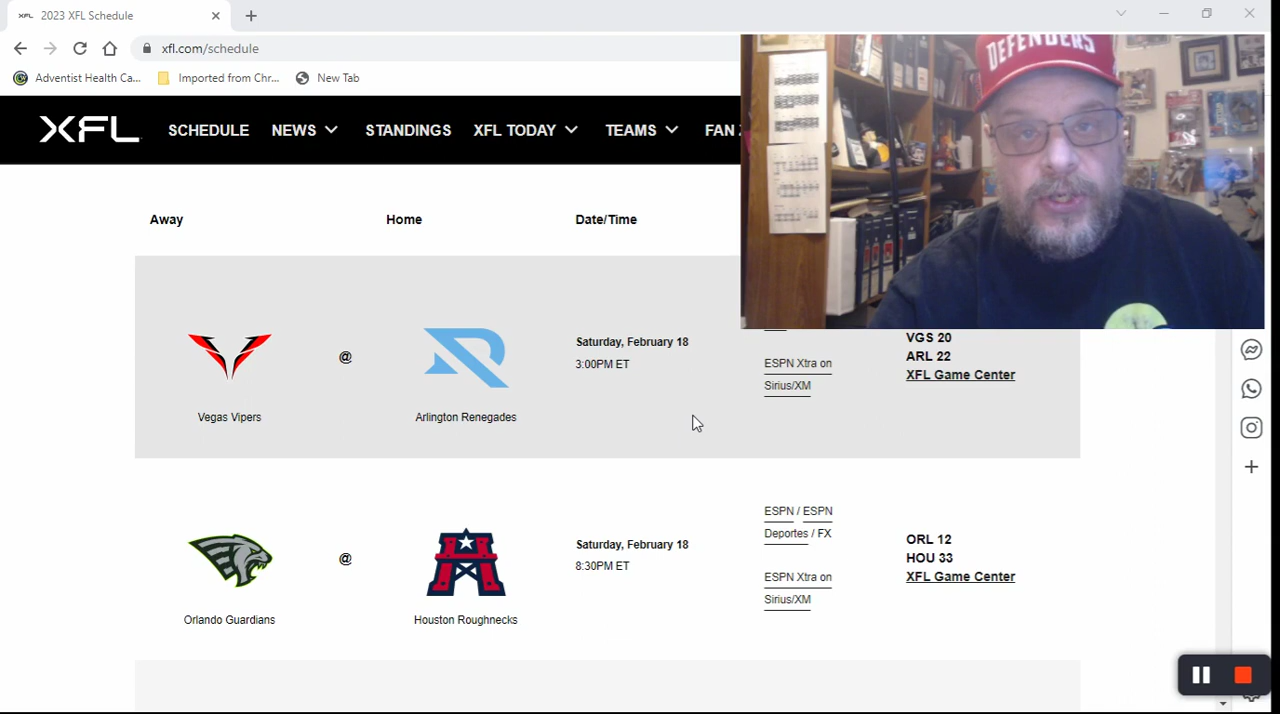 XFL 2023 XFL Schedule
xfl.com/schedule
Adventist Health Ca...
Imported from Chr...
New Tab
XFL
SCHEDULE
NEWS
STANDINGS
XFL TODAY
TEAMS
FAN
DEFENDERS
Away
Home
Date/Time
Vegas Vipers
@
Arlington Renegades
Saturday, February 18
3:00PM ET
ESPN Xtra on
Sirius/XM
VGS 20
ARL 22
XFL Game Center
Orlando Guardians
@
Houston Roughnecks
Saturday, February 18
8:30PM ET
ESPN / ESPN
Deportes / FX
ESPN Xtra on
Sirius/XM
ORL 12
HOU 33
XFL Game Center